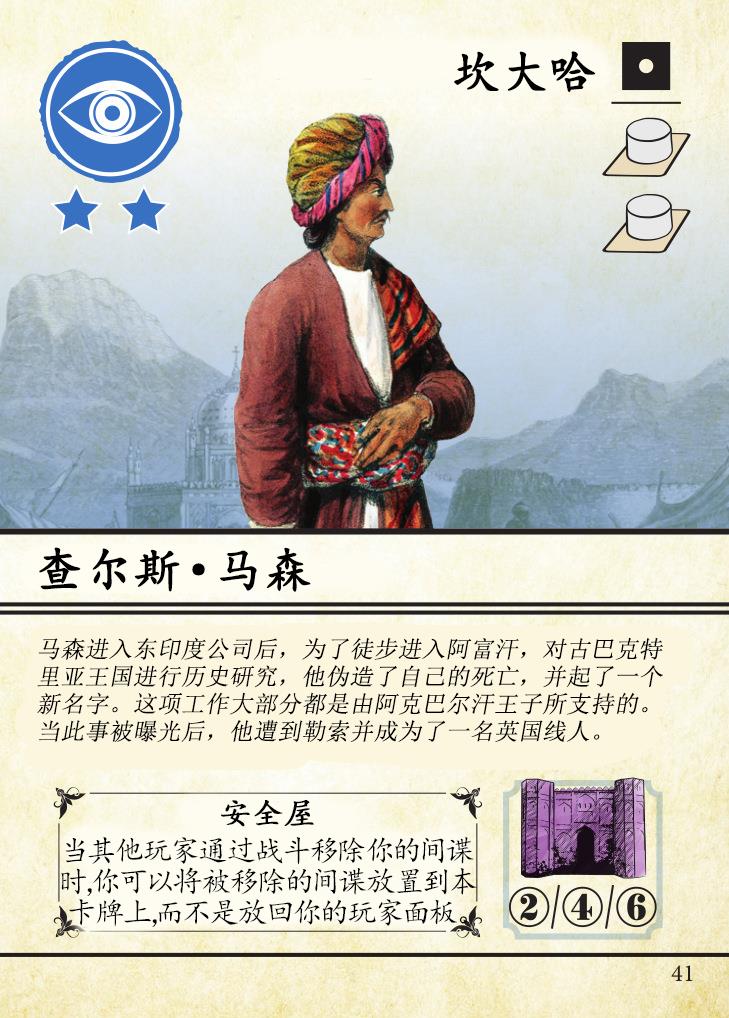 坎大哈
查尔斯•马森
马森进入东印度公司后，为了徒步进入阿富汗，对古巴克特
里亚王国进行历史研究，他伪造了自己的死亡，并起了一个
新名字。这项工作大部分都是由阿克巴尔汗王子所支持的。
当此事被曝光后，他遭到勒索并成为了一名英国线人。
安全屋
当其他玩家通过战斗移除你的间谍
时,你可以将被移除的间谍放置到本
卡牌上,而不是放回你的玩家面板。
②/④/⑥
41